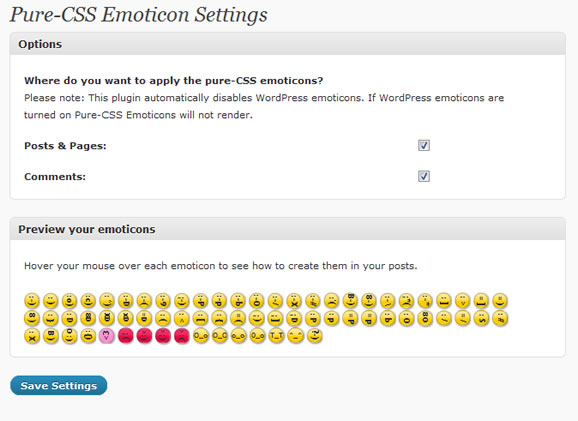 Pure-CSS Emoticon Settings
Options
Where do you want to apply the pure-CSS emoticons?
Please note: This plugin automatically disables WordPress emoticons. If WordPress emoticons are
turned on Pure-CSS Emoticons will not render.
Posts & Pages:
Comments:
Preview your emoticons
Hover your mouse over each emoticon to see how to create them in your posts.
Save Settings